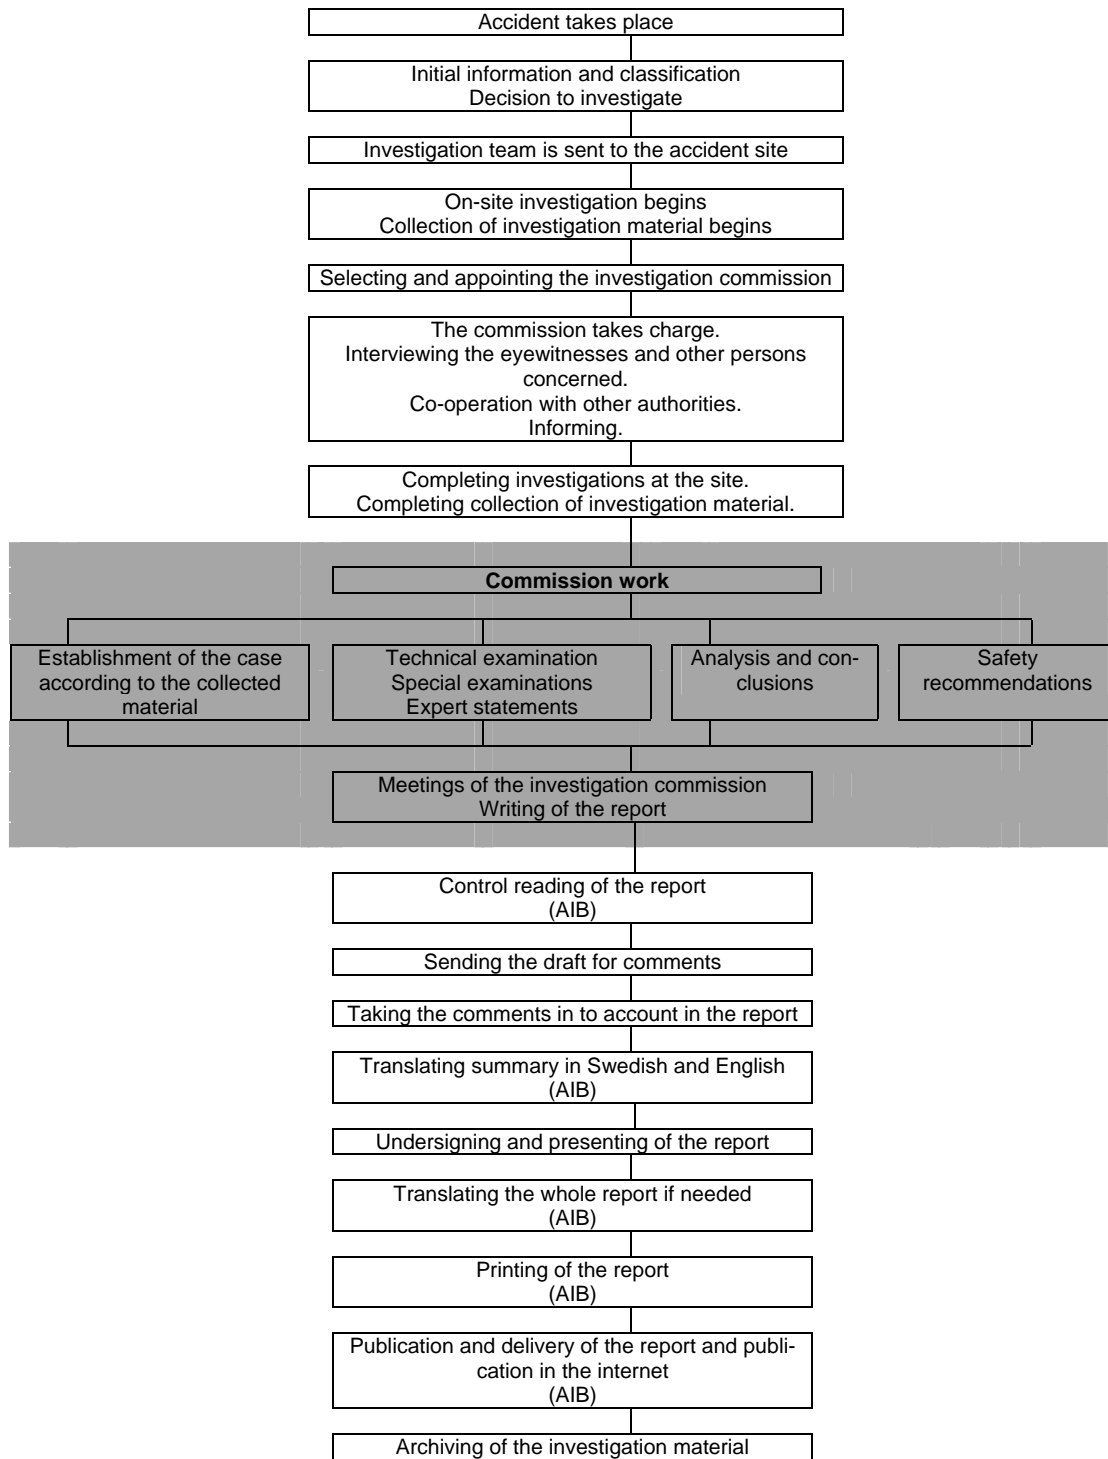 Accident takes place
Initial information and classification
Decision to investigate
Investigation team is sent to the accident site
On-site investigation begins
Collection of investigation material begins
Selecting and appointing the investigation commission
The commission takes charge.
Interviewing the eyewitnesses and other persons
concerned.
Co-operation with other authorities.
Informing.
Completing investigations at the site.
Completing collection of investigation material.
Commission work
Establishment of the case
according to the collected
material
Technical examination
Special examinations
Expert statements
Analysis and con-
clusions
Safety
recommendations
Meetings of the investigation commission
Writing of the report
Control reading of the report
(AIB)
Sending the draft for comments
Taking the comments in to account in the report
Translating summary in Swedish and English
(AIB)
Undersigning and presenting of the report
Translating the whole report if needed
(AIB)
Printing of the report
(AIB)
Publication and delivery of the report and publi-
cation in the internet
(AIB)
Archiving of the investigation material